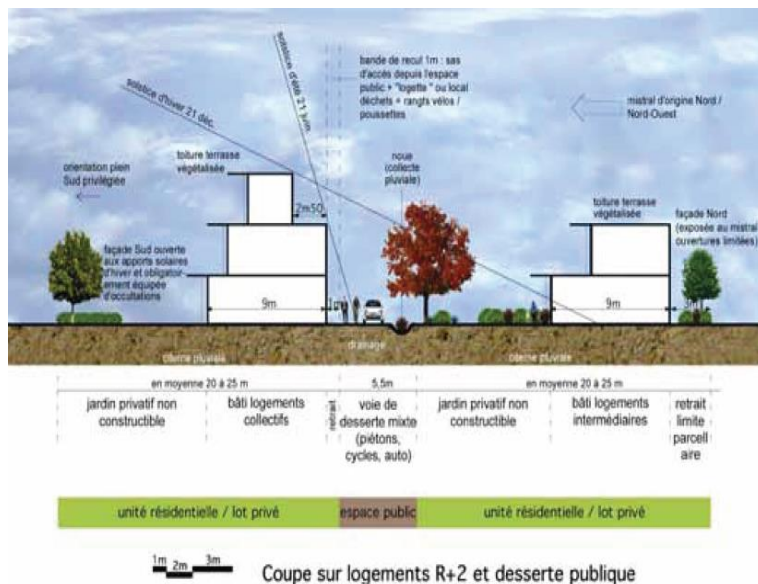 solstice d'hiver 21 déc.
solstice d'été 21 juin
bande de recul 1m : sas
d'accès depuis l'espace
public + "logette " ou local
déchets + rangts vélos /
poussettes
mistral d'origine Nord /
Nord-Ouest
orientation plein
Sud privilégiée
toiture terrasse
végétalisée
2m50
noue
(collecte
pluviale)
toiture terrasse
végétalisée
façade Nord
(exposée au mistral
ouvertures limitées)
façade Sud ouverte
aux apports solaires
d'hiver et obligatoir-
ement équipée
d'occultations
9m
1m
9m
3m
citerne pluviale
drainage
citerne pluviale
en moyenne 20 à 25 m
5,5m
en moyenne 20 à 25 m
jardin privatif non
constructible
bâti logements
collectifs
retrait
voie de
desserte mixte
(piétons,
cycles, auto)
jardin privatif non
constructible
bâti logements
intermédiaires
retrait
limite
parcell
aire
unité résidentielle / lot privé
espace public
unité résidentielle / lot privé
1m
2m
3m
Coupe sur logements R+2 et desserte publique